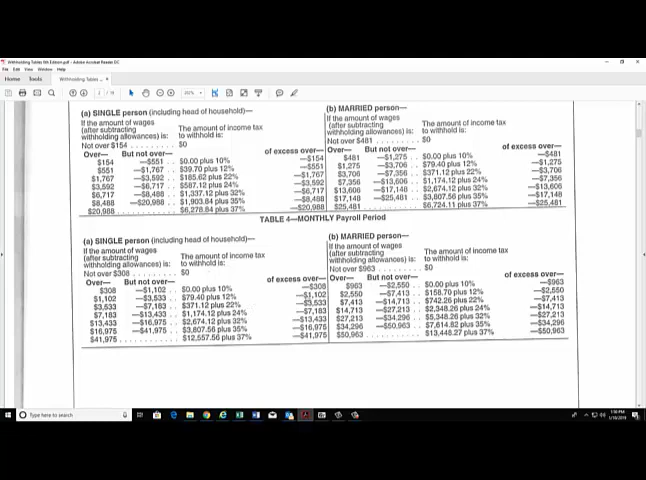 Withholding Tables 5th Edition.pdf - Adobe Acrobat Reader DC
File Edit View Window Help
Home Tools Withholding Tables ... ×
(a) SINGLE person (including head of household)— (b) MARRIED person—
If the amount of wages If the amount of wages
(after subtracting The amount of income tax (after subtracting The amount of income tax
withholding allowances) is: to withhold is: withholding allowances) is: to withhold is:
Not over $154 . . . . . . . . . $0 Not over $481 . . . . . . . . . $0
Over— But not over— of excess over— Over— But not over— of excess over—
$154 —$551 . . $0.00 plus 10% —$154 $481 —$1,275 . . $0.00 plus 10% —$481
$551 —$1,767 . . $39.70 plus 12% —$551 $1,275 —$3,706 . . $79.40 plus 12% —$1,275
$1,767 —$3,592 . . $185.62 plus 22% —$1,767 $3,706 —$7,356 . . $371.12 plus 22% —$3,706
$3,592 —$6,717 . . $587.12 plus 24% —$3,592 $7,356 —$13,606 . . $1,174.12 plus 24% —$7,356
$6,717 —$8,488 . . $1,337.12 plus 32% —$6,717 $13,606 —$17,148 . . $2,674.12 plus 32% —$13,606
$8,488 —$20,988 . . $1,903.84 plus 35% —$8,488 $17,148 —$25,481 . . $3,807.56 plus 35% —$17,148
$20,988 . . . . . . . . . . . $6,278.84 plus 37% —$20,988 $25,481 . . . . . . . . . . . $6,724.11 plus 37% —$25,481
TABLE 4—MONTHLY Payroll Period
(a) SINGLE person (including head of household)— (b) MARRIED person—
If the amount of wages If the amount of wages
(after subtracting The amount of income tax (after subtracting The amount of income tax
withholding allowances) is: to withhold is: withholding allowances) is: to withhold is:
Not over $308 . . . . . . . . . $0 Not over $963 . . . . . . . . . $0
Over— But not over— of excess over— Over— But not over— of excess over—
$308 —$1,102 . . $0.00 plus 10% —$308 $963 —$2,550 . . $0.00 plus 10% —$963
$1,102 —$3,533 . . $79.40 plus 12% —$1,102 $2,550 —$7,413 . . $158.70 plus 12% —$2,550
$3,533 —$7,183 . . $371.12 plus 22% —$3,533 $7,413 —$14,713 . . $742.26 plus 22% —$7,413
$7,183 —$13,433 . . $1,174.12 plus 24% —$7,183 $14,713 —$27,213 . . $2,348.26 plus 24% —$14,713
$13,433 —$16,975 . . $2,674.12 plus 32% —$13,433 $27,213 —$34,296 . . $5,348.26 plus 32% —$27,213
$16,975 —$41,975 . . $3,807.56 plus 35% —$16,975 $34,296 —$50,963 . . $7,614.82 plus 35% —$34,296
$41,975 . . . . . . . . . . . $12,557.56 plus 37% —$41,975 $50,963 . . . . . . . . . . . $13,448.27 plus 37% —$50,963
Type here to search